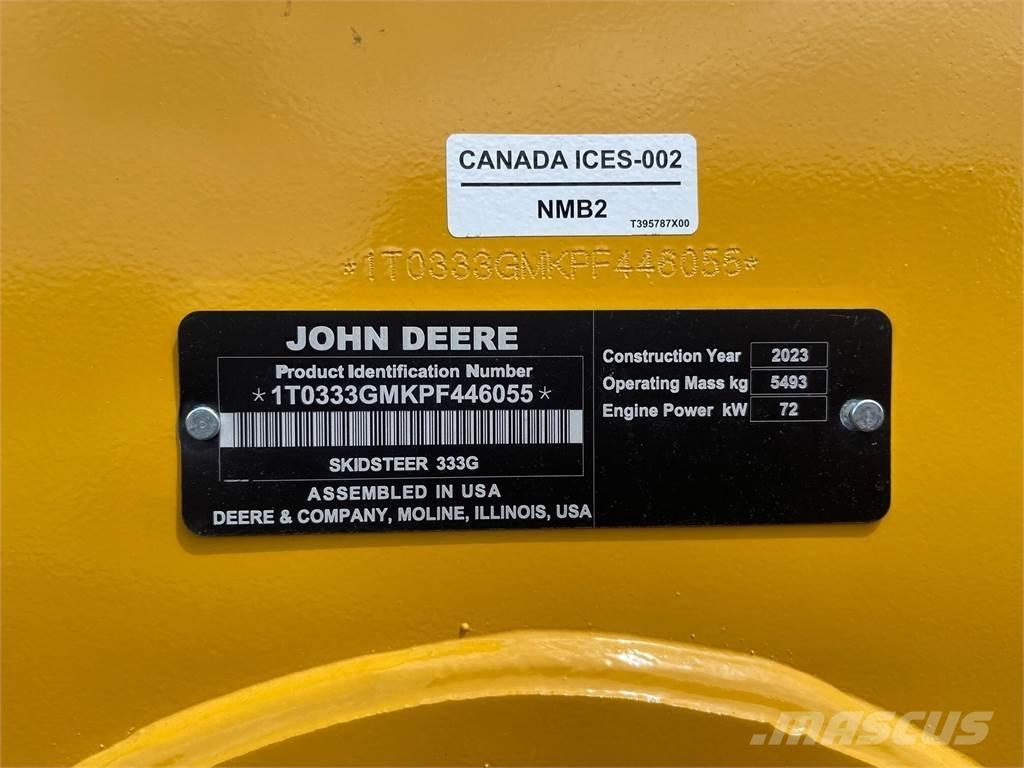 CANADA ICES-002
NMB2
T395787X00
*1T0333GMKPF446055*
JOHN DEERE
Product Identification Number
*1T0333GMKPF446055*
SKIDSTEER 333G
ASSEMBLED IN USA
DEERE & COMPANY, MOLINE, ILLINOIS, USA
Construction Year 2023
Operating Mass kg 5493
Engine Power kW 72
MASCUS